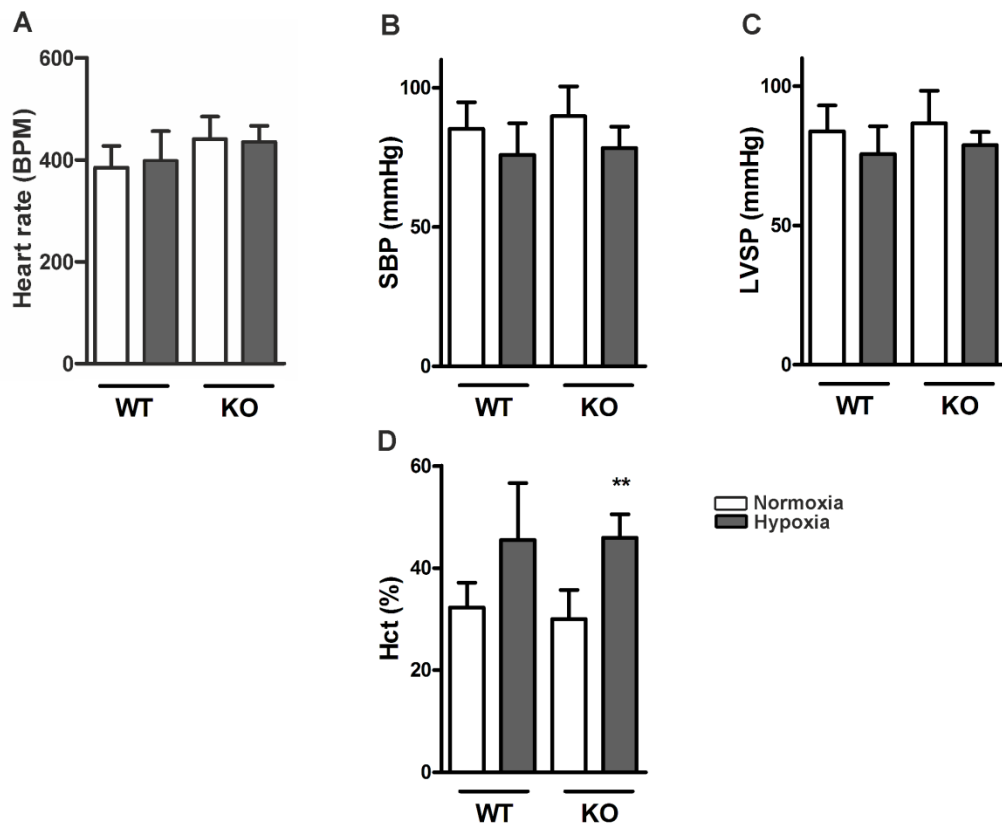 A
Heart rate (BPM)
600
400
200
0
WT KO
B
SBP (mmHg)
100
50
0
WT KO
C
LVSP (mmHg)
100
50
0
WT KO
D
Hct (%)
60
40
20
0
**
WT KO
Normoxia
Hypoxia